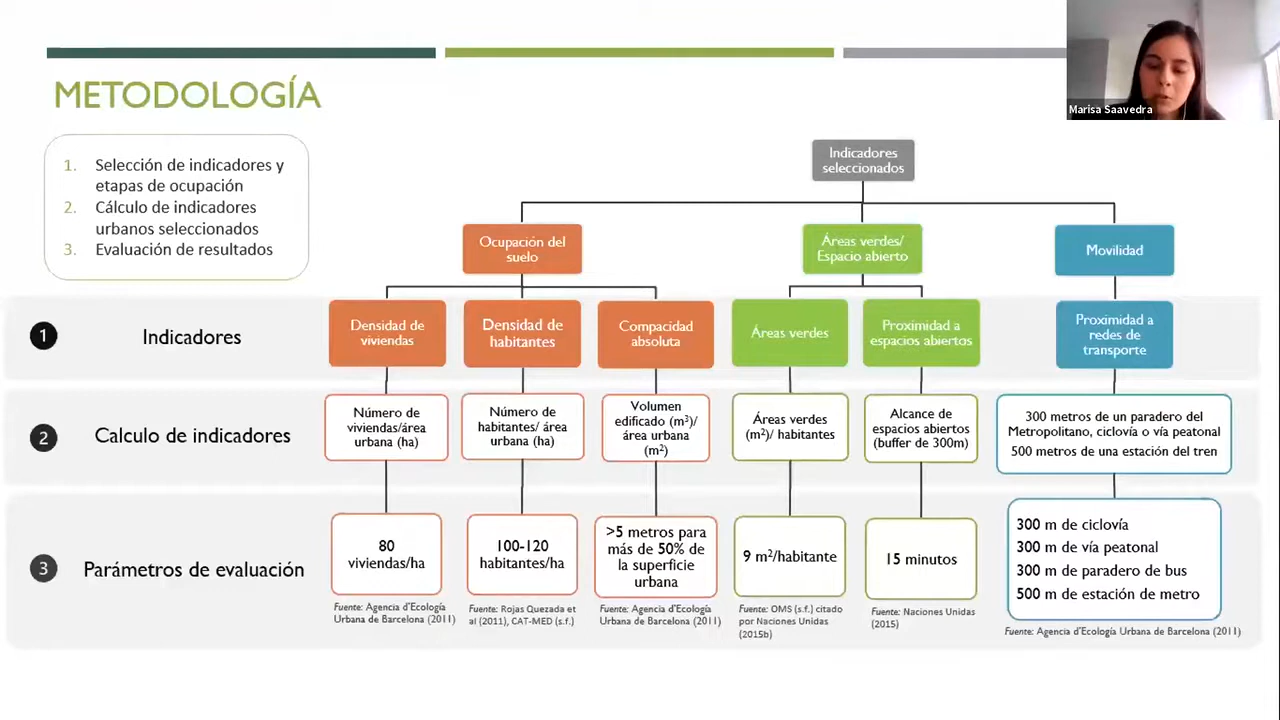 METODOLOGÍA
Marisa Saavedra
1. Selección de indicadores y
etapas de ocupación
2. Cálculo de indicadores
urbanos seleccionados
3. Evaluación de resultados
Indicadores
seleccionados
Ocupación del
suelo
Áreas verdes/
Espacio abierto
Movilidad
1
Indicadores
Densidad de
viviendas
Densidad de
habitantes
Compacidad
absoluta
Áreas verdes
Proximidad a
espacios abiertos
Proximidad a
redes de
transporte
2
Calculo de indicadores
Número de
viviendas/área
urbana (ha)
Número de
habitantes/ área
urbana (ha)
Volumen
edificado (m³)/
área urbana
(m²)
Áreas verdes
(m²)/ habitantes
Alcance de
espacios abiertos
(buffer de 300m)
300 metros de un paradero del
Metropolitano, ciclovía o vía peatonal
500 metros de una estación del tren
3
Parámetros de evaluación
80
viviendas/ha
100-120
habitantes/ha
>5 metros para
más de 50% de
la superficie
urbana
9 m²/habitante
15 minutos
300 m de ciclovía
300 m de vía peatonal
300 m de paradero de bus
500 m de estación de metro
Fuente: Agencia d'Ecología
Urbana de Barcelona (2011)
Fuente: Rojas Quezada et
al (2011), CAT-MED (s.f.)
Fuente: Agencia d'Ecología
Urbana de Barcelona (2011)
Fuente: OMS (s.f.) citado
por Naciones Unidas
(2015b)
Fuente: Naciones Unidas
(2015)
Fuente: Agencia d'Ecología Urbana de Barcelona (2011)